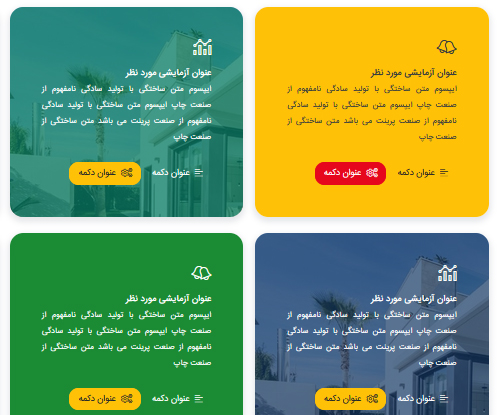 عنوان آزمایشی مورد نظر
ایپسوم متن ساختگی با تولید سادگی نامفهوم از
صنعت چاپ ایپسوم متن ساختگی با تولید سادگی
نامفهوم از صنعت پرینت می باشد متن ساختگی از
صنعت چاپ
عنوان دکمه
عنوان دکمه
عنوان آزمایشی مورد نظر
ایپسوم متن ساختگی با تولید سادگی نامفهوم از
صنعت چاپ ایپسوم متن ساختگی با تولید سادگی
نامفهوم از صنعت پرینت می باشد متن ساختگی از
صنعت چاپ
عنوان دکمه
عنوان دکمه
عنوان آزمایشی مورد نظر
ایپسوم متن ساختگی با تولید سادگی نامفهوم از
صنعت چاپ ایپسوم متن ساختگی با تولید سادگی
نامفهوم از صنعت پرینت می باشد متن ساختگی از
صنعت چاپ
عنوان دکمه
عنوان دکمه
عنوان آزمایشی مورد نظر
ایپسوم متن ساختگی با تولید سادگی نامفهوم از
صنعت چاپ ایپسوم متن ساختگی با تولید سادگی
نامفهوم از صنعت پرینت می باشد متن ساختگی از
صنعت چاپ
عنوان دکمه
عنوان دکمه